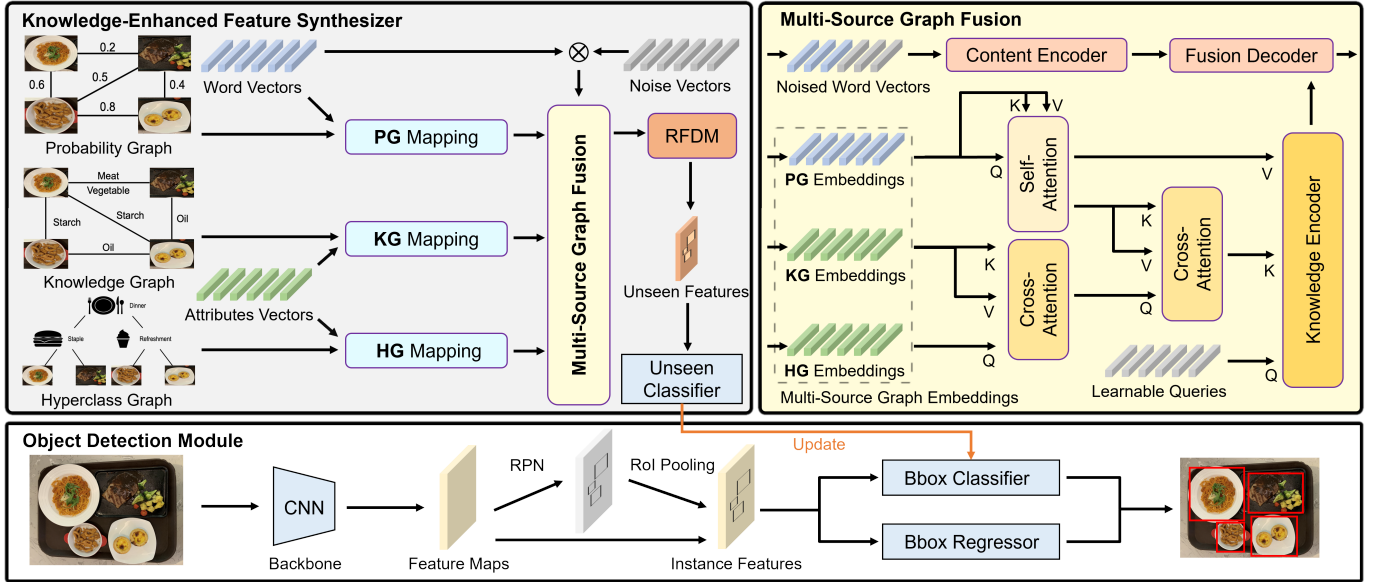 Knowledge-Enhanced Feature Synthesizer
0.2
0.6
0.5
0.4
0.8
Probability Graph
Meat
Vegetable
Starch
Starch
Oil
Oil
Knowledge Graph
Dinner
Staple
Refreshment
Hyperclass Graph
Word Vectors
Noise Vectors
Attributes Vectors
PG Mapping
KG Mapping
HG Mapping
Multi-Source Graph Fusion
RFDM
Unseen Features
Unseen
Classifier
Multi-Source Graph Fusion
Noised Word Vectors
Content Encoder
Fusion Decoder
PG Embeddings
KG Embeddings
HG Embeddings
Multi-Source Graph Embeddings
K
V
Q
Self-
Attention
K
V
Q
Cross-
Attention
K
V
Q
Cross-
Attention
V
K
Q
Knowledge Encoder
Learnable Queries
Object Detection Module
CNN
Backbone
Feature Maps
RPN
RoI Pooling
Instance Features
Update
Bbox Classifier
Bbox Regressor